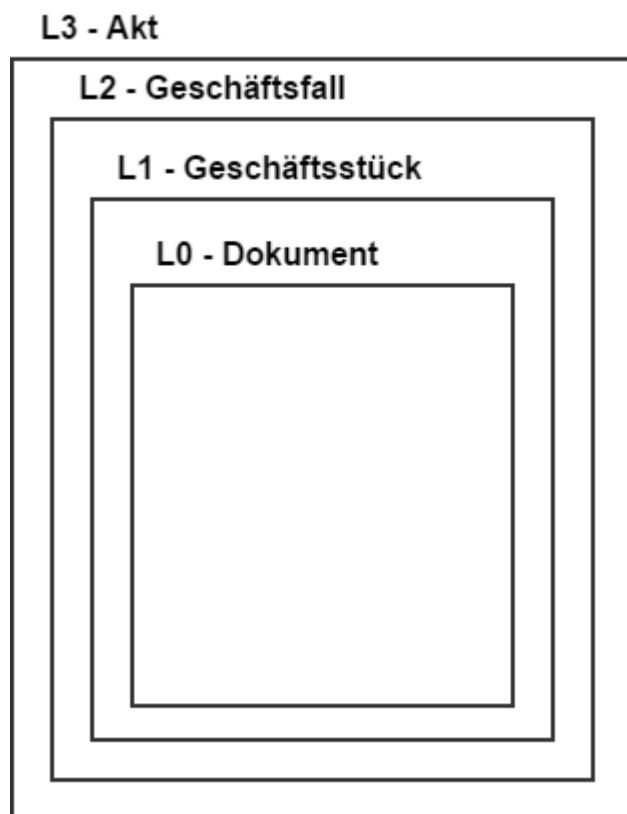 L3 - Akt
L2 - Geschäftsfall
L1 - Geschäftsstück
L0 - Dokument